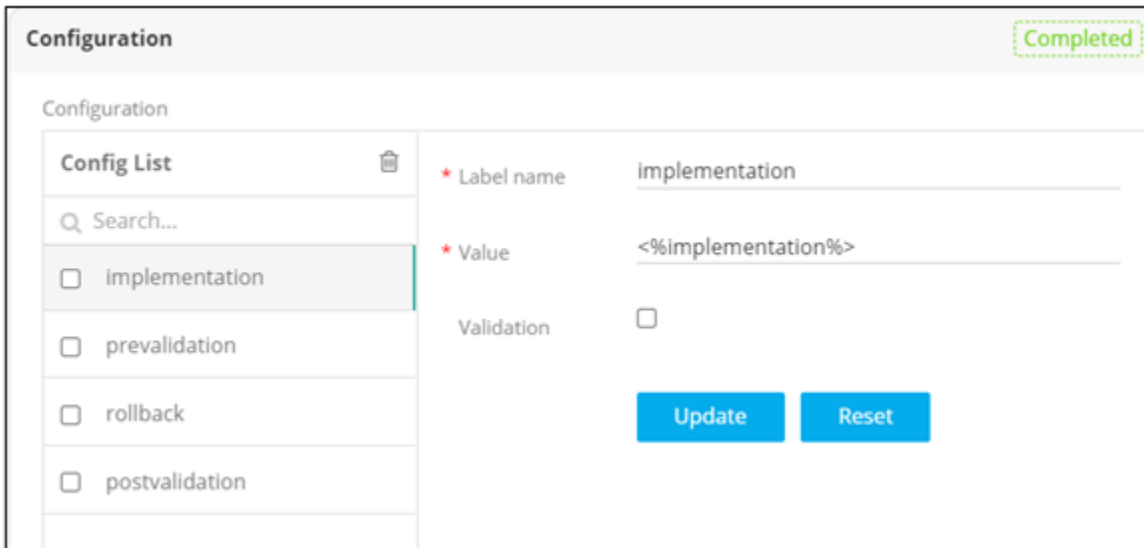 Configuration
Completed
Configuration
Config List
Search...
implementation
prevalidation
rollback
postvalidation
* Label name
implementation
* Value
<%implementation%>
Validation
Update
Reset